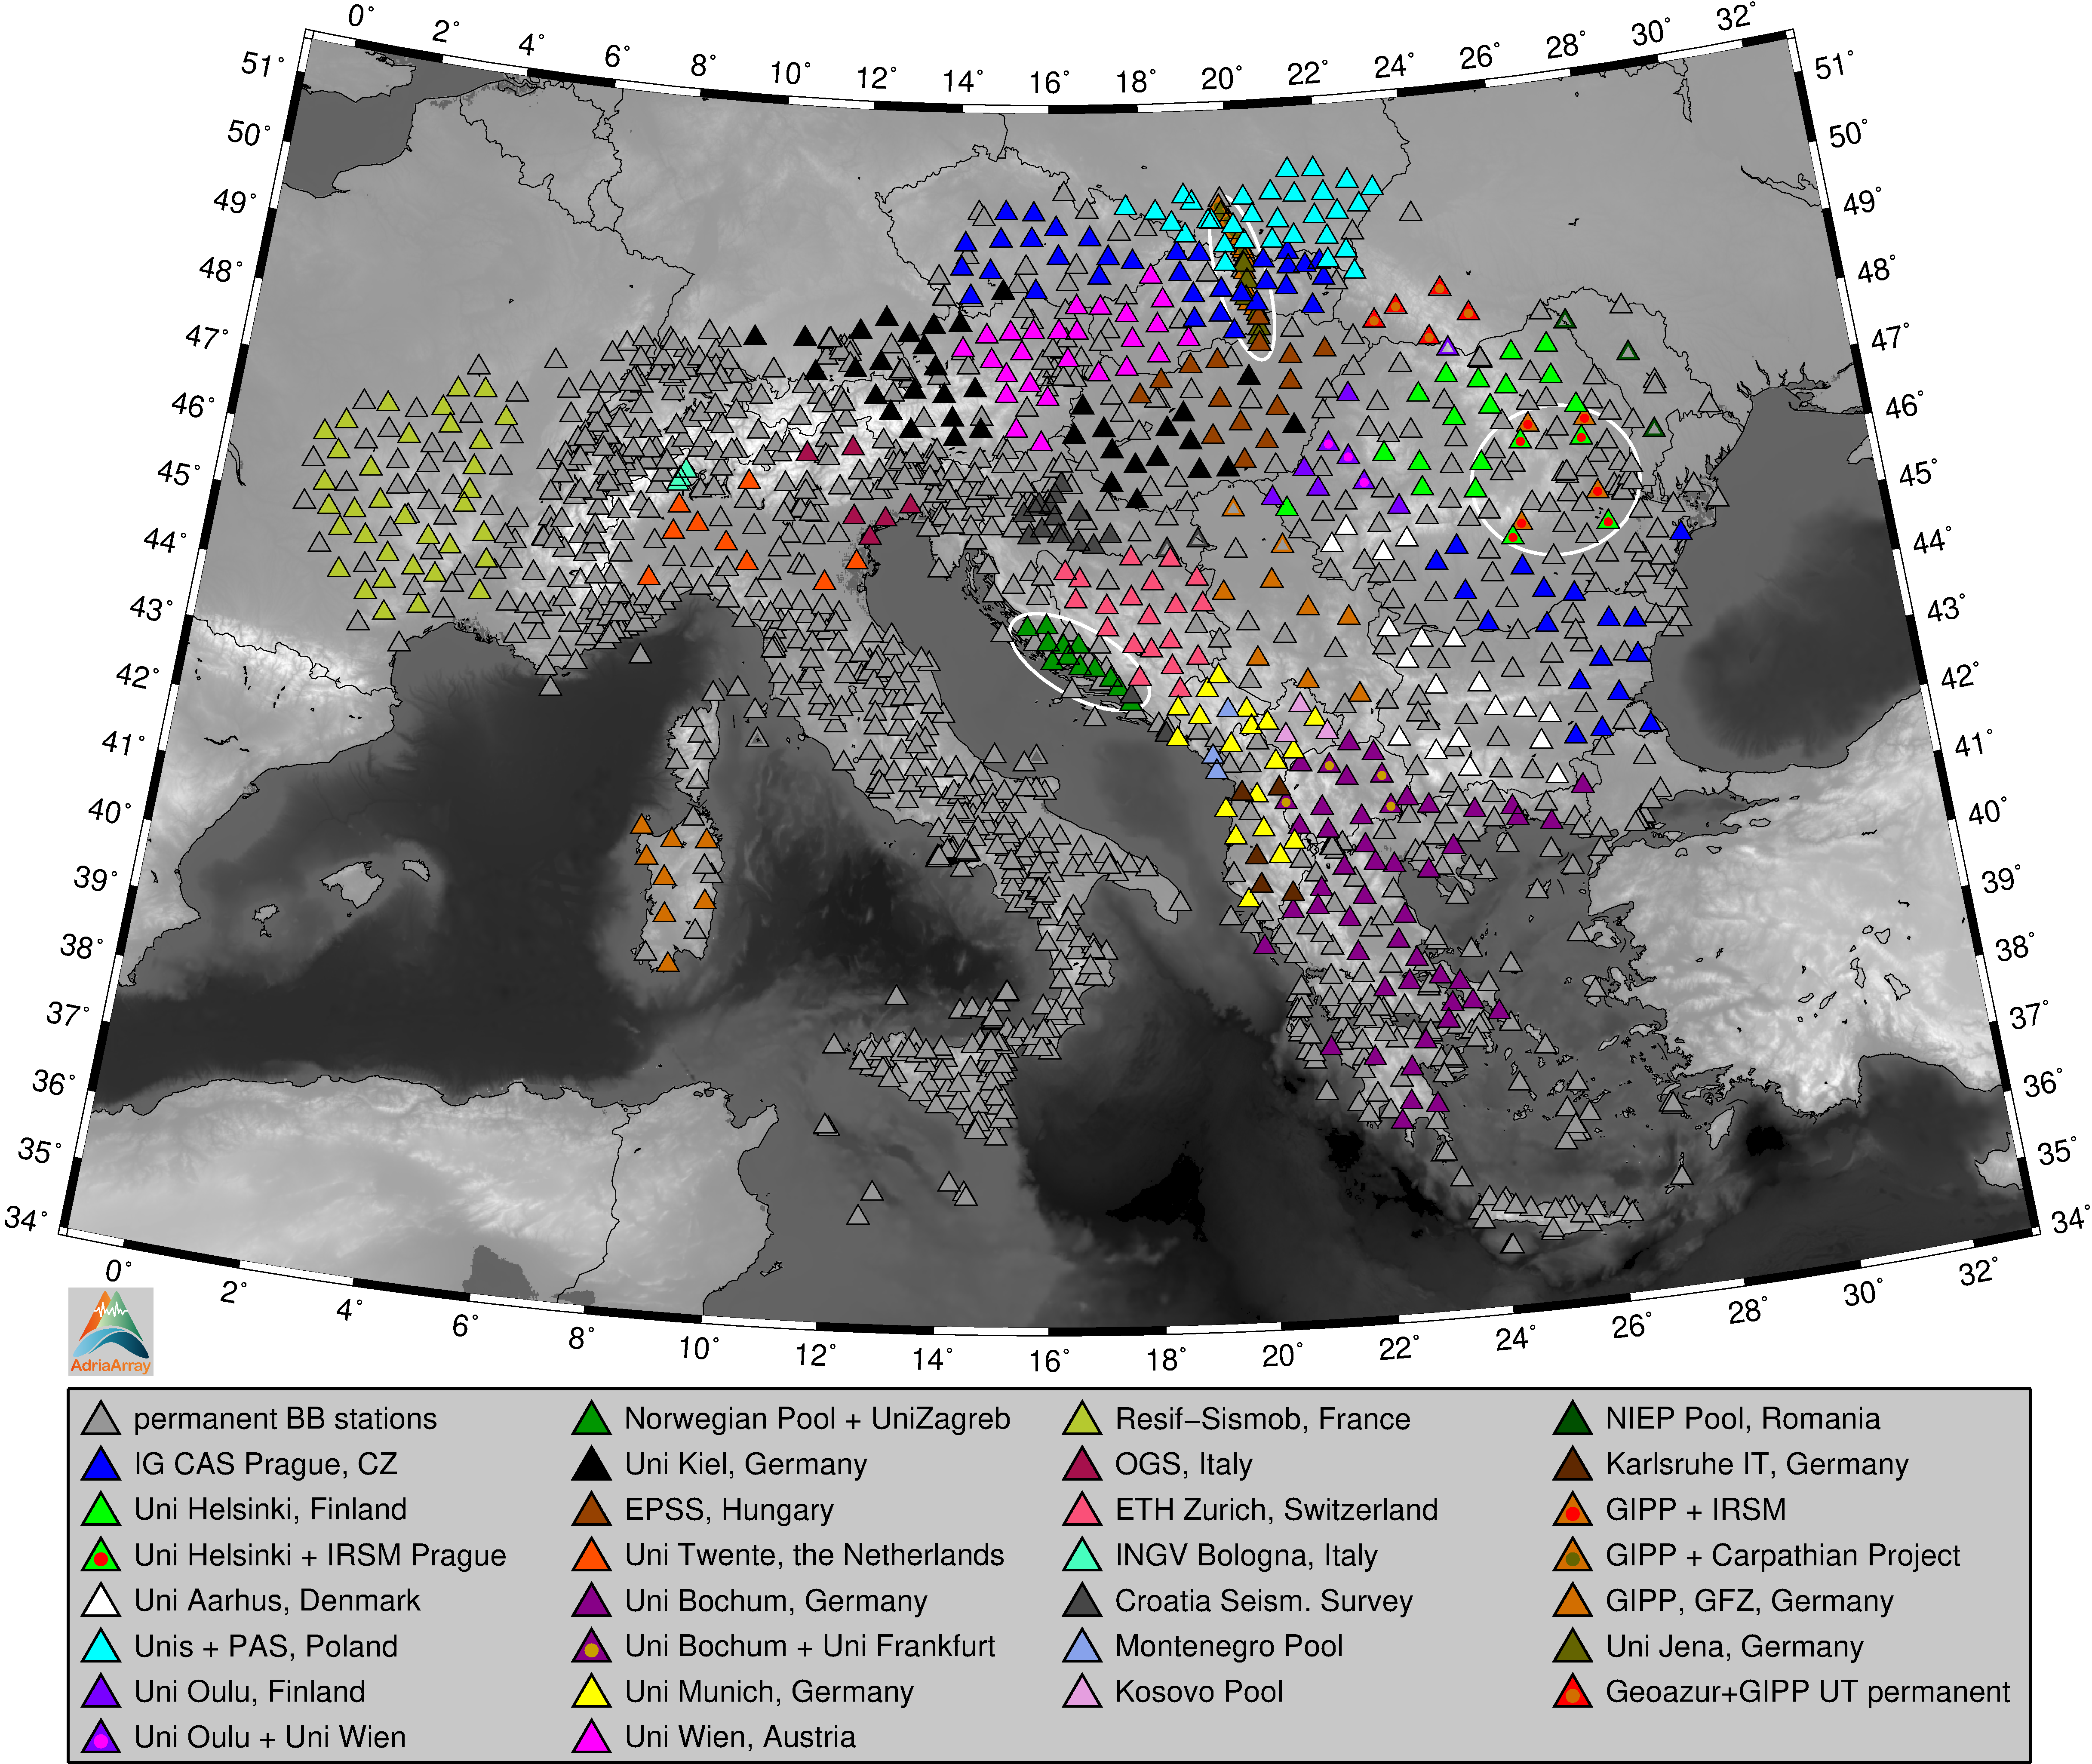 0° 2° 4° 6° 8° 10° 12° 14° 16° 18° 20° 22° 24° 26° 28° 30° 32°
51° 51°
50° 50°
49° 49°
48° 48°
47° 47°
46° 46°
45° 45°
44° 44°
43° 43°
42° 42°
41° 41°
40° 40°
39° 39°
38° 38°
37° 37°
36° 36°
35° 35°
34° 34°
0° 2° 4° 6° 8° 10° 12° 14° 16° 18° 20° 22° 24° 26° 28° 30° 32°
AdriaArray
permanent BB stations
IG CAS Prague, CZ
Uni Helsinki, Finland
Uni Helsinki + IRSM Prague
Uni Aarhus, Denmark
Unis + PAS, Poland
Uni Oulu, Finland
Uni Oulu + Uni Wien
Norwegian Pool + UniZagreb
Uni Kiel, Germany
EPSS, Hungary
Uni Twente, the Netherlands
Uni Bochum, Germany
Uni Bochum + Uni Frankfurt
Uni Munich, Germany
Uni Wien, Austria
Resif−Sismob, France
OGS, Italy
ETH Zurich, Switzerland
INGV Bologna, Italy
Croatia Seism. Survey
Montenegro Pool
Kosovo Pool
NIEP Pool, Romania
Karlsruhe IT, Germany
GIPP + IRSM
GIPP + Carpathian Project
GIPP, GFZ, Germany
Uni Jena, Germany
Geoazur+GIPP UT permanent